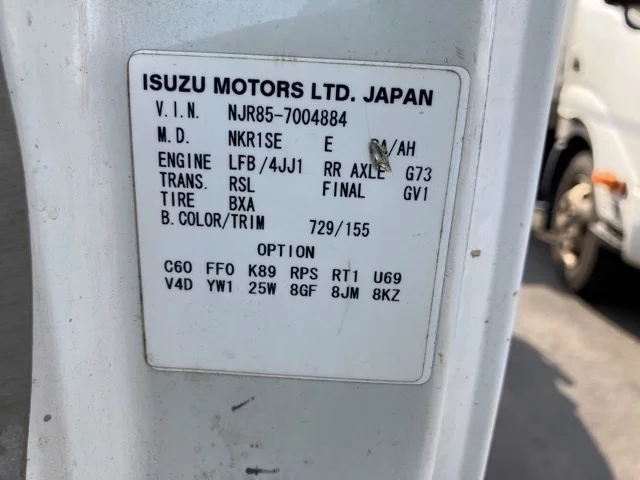 ISUZU MOTORS LTD. JAPAN
V.I.N. NJR85-7004884
M.D. NKR1SE E /AH
ENGINE LFB/4JJ1 RR AXLE G73
TRANS. RSL FINAL GV1
TIRE BXA
B.COLOR/TRIM 729/155
OPTION
C60 FF0 K89 RPS RT1 U69
V4D YW1 25W 8GF 8JM 8KZ